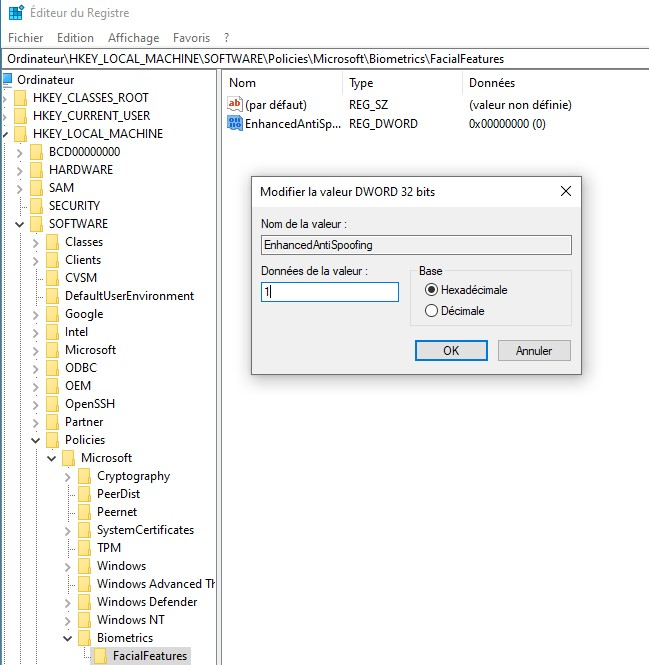 Éditeur du Registre
Fichier Edition Affichage Favoris ?
Ordinateur\HKEY_LOCAL_MACHINE\SOFTWARE\Policies\Microsoft\Biometrics\FacialFeatures
Ordinateur
HKEY_CLASSES_ROOT
HKEY_CURRENT_USER
HKEY_LOCAL_MACHINE
BCD00000000
HARDWARE
SAM
SECURITY
SOFTWARE
Classes
Clients
CVSM
DefaultUserEnvironment
Google
Intel
Microsoft
ODBC
OEM
OpenSSH
Partner
Policies
Microsoft
Cryptography
PeerDist
Peernet
SystemCertificates
TPM
Windows
Windows Advanced Th
Windows Defender
Windows NT
Biometrics
FacialFeatures
Nom Type Données
ab (par défaut) REG_SZ (valeur non définie)
EnhancedAntiSp... REG_DWORD 0x00000000 (0)
Modifier la valeur DWORD 32 bits
Nom de la valeur :
EnhancedAntiSpoofing
Données de la valeur :
1
Base
Hexadécimale
Décimale
OK Annuler